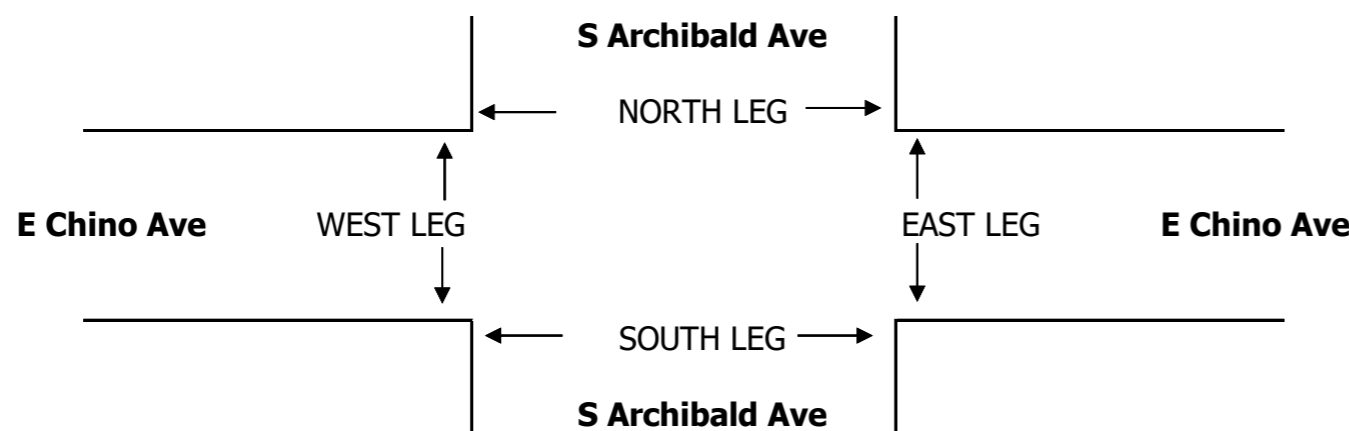 S Archibald Ave
NORTH LEG
E Chino Ave WEST LEG EAST LEG E Chino Ave
SOUTH LEG
S Archibald Ave